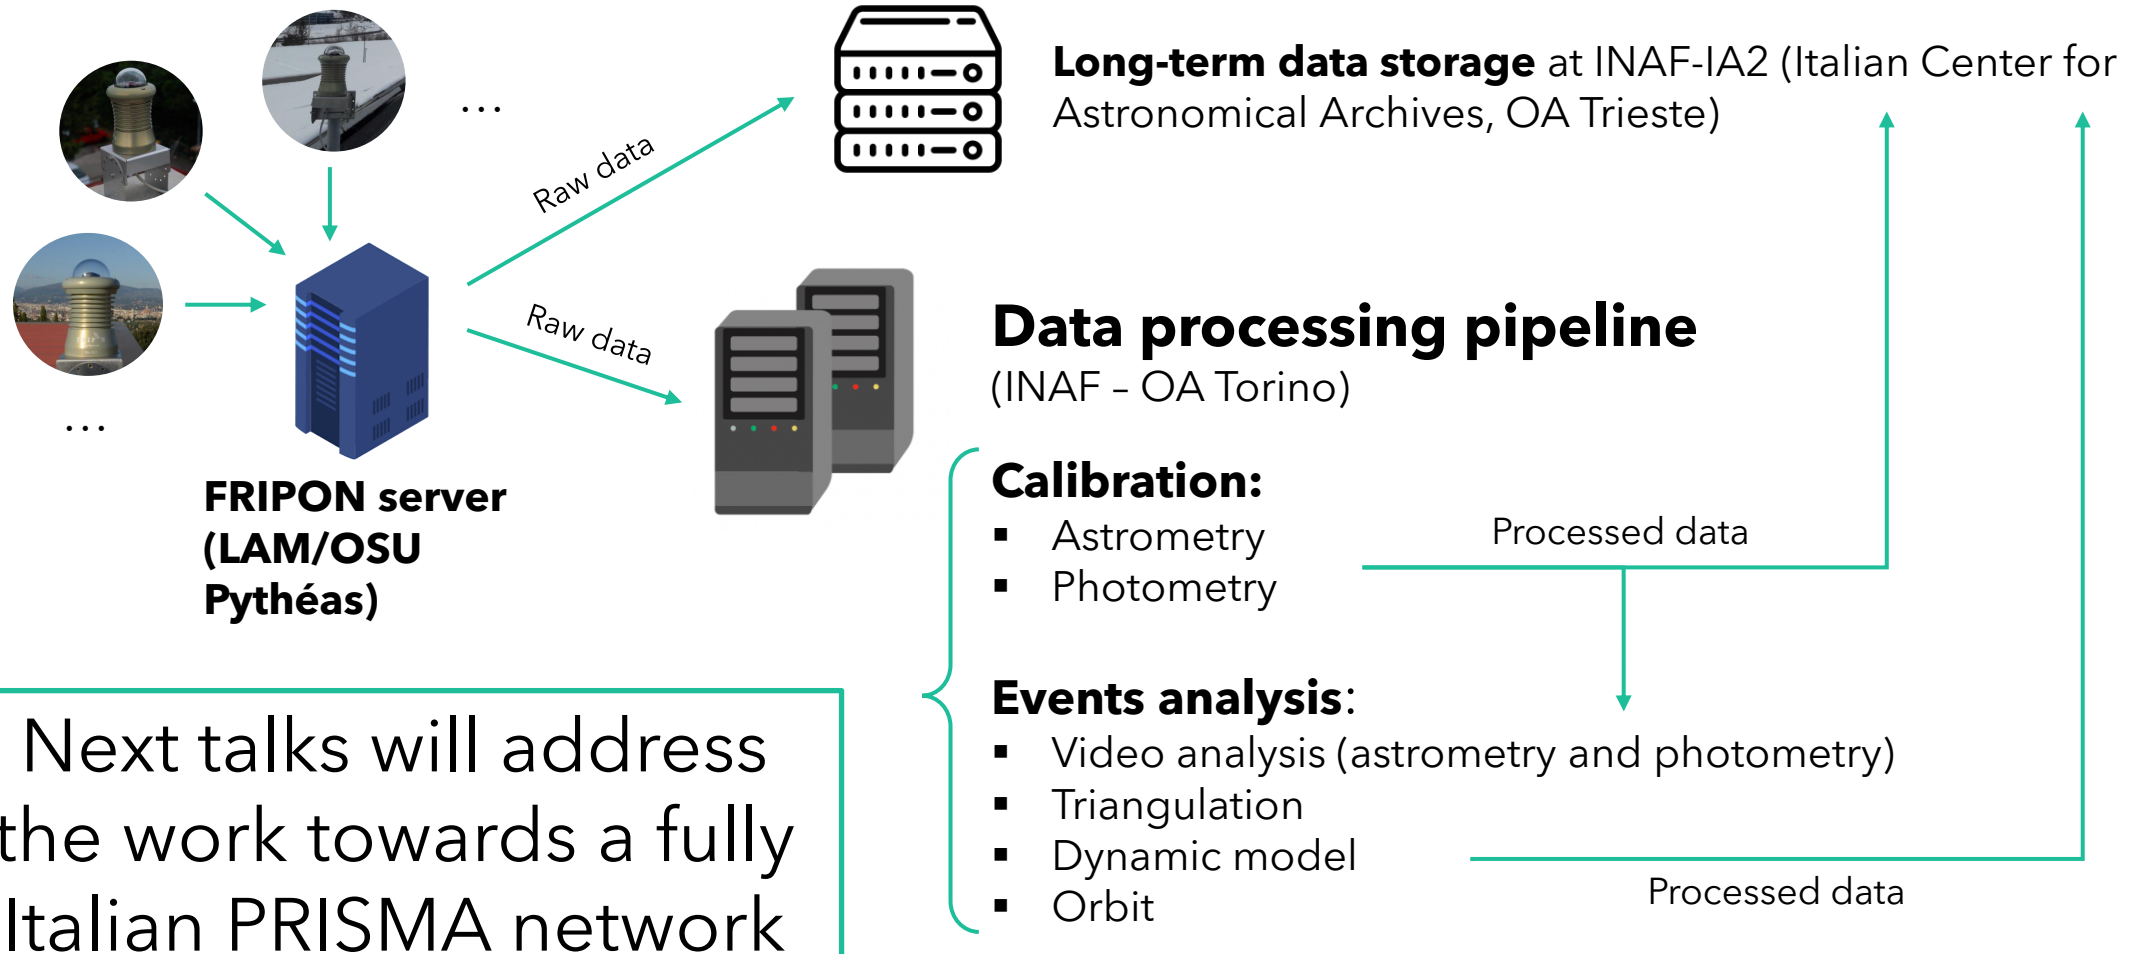 …
Long-term data storage at INAF-IA2 (Italian Center for
Astronomical Archives, OA Trieste)
Raw data
Raw data
…
FRIPON server
(LAM/OSU
Pythéas)
Data processing pipeline
(INAF – OA Torino)
Calibration:
▪ Astrometry
▪ Photometry
Processed data
Events analysis:
▪ Video analysis (astrometry and photometry)
▪ Triangulation
▪ Dynamic model
▪ Orbit
Processed data
Next talks will address
the work towards a fully
Italian PRISMA network